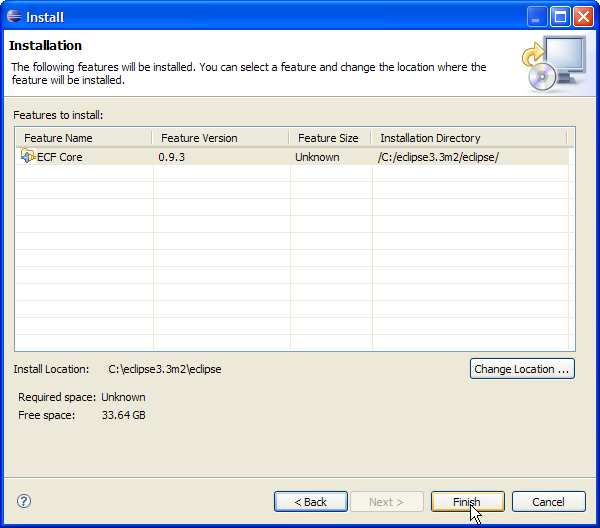 Install
Installation
The following features will be installed. You can select a feature and change the location where the
feature will be installed.
Features to install:
Feature Name Feature Version Feature Size Installation Directory
ECF Core 0.9.3 Unknown /C:/eclipse3.3m2/eclipse/
Install Location: C:\eclipse3.3m2\eclipse
Change Location ...
Required space: Unknown
Free space: 33.64 GB
? < Back Next > Finish Cancel